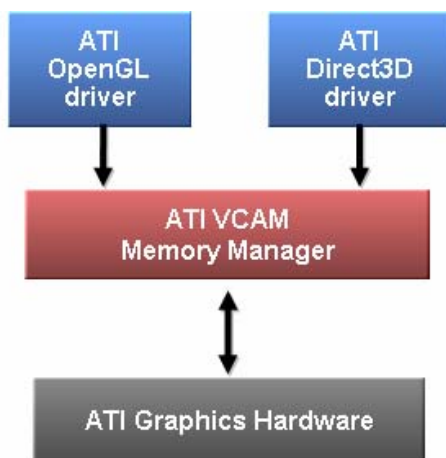 ATI
OpenGL
driver
ATI
Direct3D
driver
ATI VCAM
Memory Manager
ATI Graphics Hardware